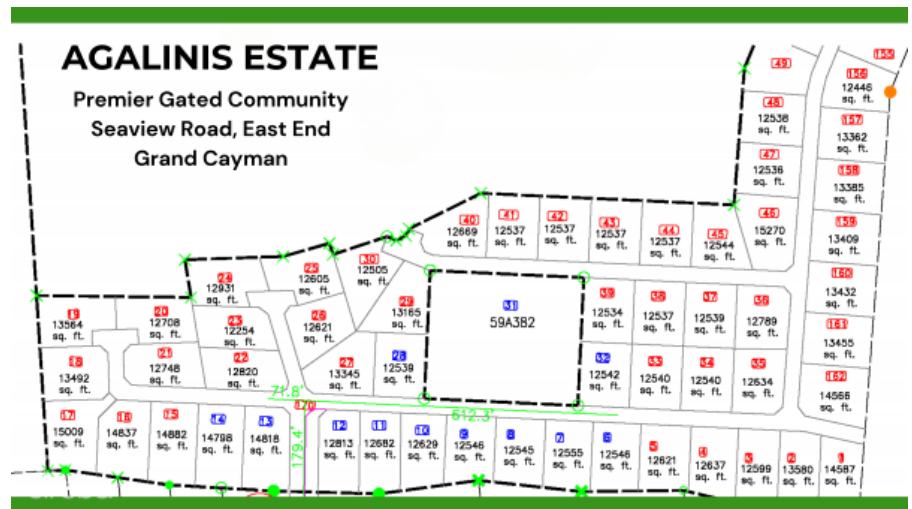 AGALINIS ESTATE
Premier Gated Community
Seaview Road, East End
Grand Cayman
155
49
156
12446
sq. ft.
48
12538
sq. ft.
157
13362
sq. ft.
47
12536
sq. ft.
158
13385
sq. ft.
40
12669
sq. ft.
41
12537
sq. ft.
42
12537
sq. ft.
43
12537
sq. ft.
44
12537
sq. ft.
45
12544
sq. ft.
46
15270
sq. ft.
159
13409
sq. ft.
24
12931
sq. ft.
25
12605
sq. ft.
30
12505
sq. ft.
160
13432
sq. ft.
19
13564
sq. ft.
20
12708
sq. ft.
23
12254
sq. ft.
26
12621
sq. ft.
29
13165
sq. ft.
31
59A382
39
12534
sq. ft.
38
12537
sq. ft.
37
12539
sq. ft.
36
12789
sq. ft.
161
13455
sq. ft.
18
13492
sq. ft.
21
12748
sq. ft.
22
12820
sq. ft.
27
13345
sq. ft.
28
12539
sq. ft.
32
12542
sq. ft.
33
12540
sq. ft.
34
12540
sq. ft.
35
12634
sq. ft.
162
14566
sq. ft.
71.8'
170
612.3'
179.4'
17
15009
sq. ft.
16
14837
sq. ft.
15
14882
sq. ft.
14
14798
sq. ft.
13
14818
sq. ft.
12
12813
sq. ft.
11
12682
sq. ft.
10
12629
sq. ft.
9
12546
sq. ft.
8
12545
sq. ft.
7
12555
sq. ft.
6
12546
sq. ft.
5
12621
sq. ft.
4
12637
sq. ft.
3
12599
sq. ft.
2
13580
sq. ft.
1
14587
sq. ft.